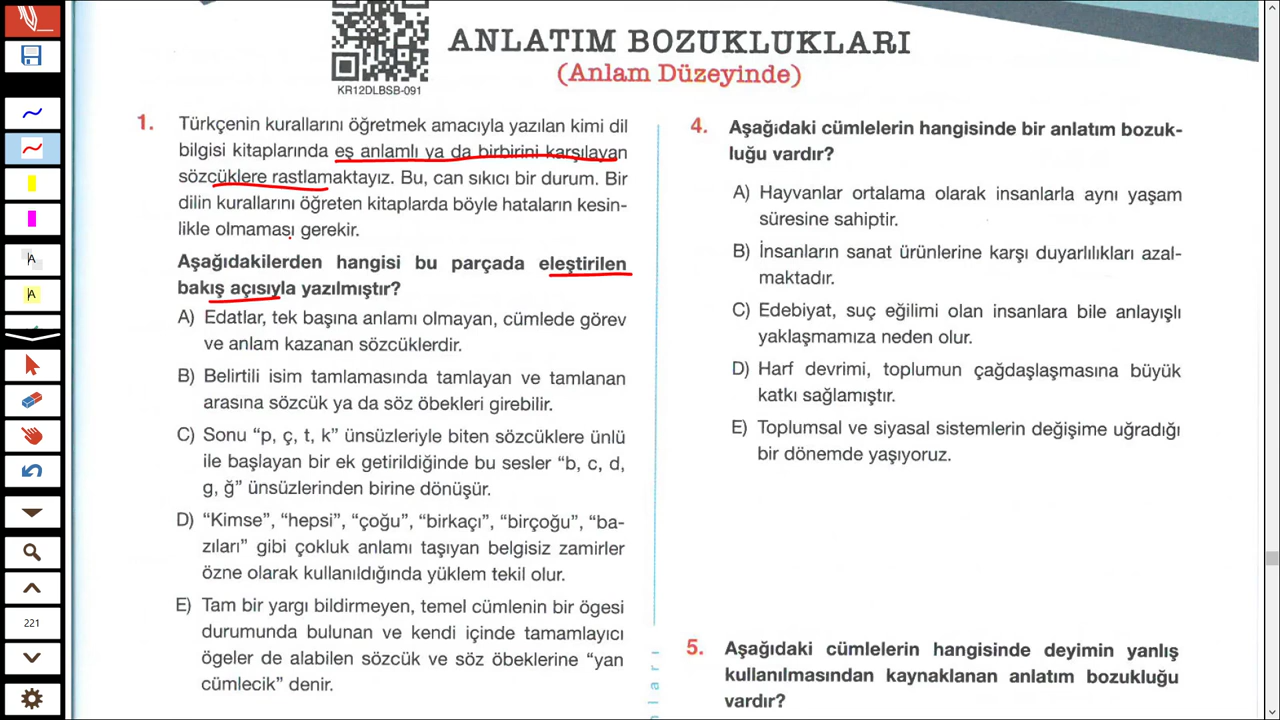 ANLATIM BOZUKLUKLARI
(Anlam Düzeyinde)
KR12DLBSB-091
1. Türkçenin kurallarını öğretmek amacıyla yazılan kimi dil
bilgisi kitaplarında eş anlamlı ya da birbirini karşılayan
sözcüklere rastlamaktayız. Bu, can sıkıcı bir durum. Bir
dilin kurallarını öğreten kitaplarda böyle hataların kesin-
likle olmaması gerekir.
Aşağıdakilerden hangisi bu parçada eleştirilen
bakış açısıyla yazılmıştır?
A) Edatlar, tek başına anlamı olmayan, cümlede görev
ve anlam kazanan sözcüklerdir.
B) Belirtili isim tamlamasında tamlayan ve tamlanan
arasına sözcük ya da söz öbekleri girebilir.
C) Sonu “p, ç, t, k” ünsüzleriyle biten sözcüklere ünlü
ile başlayan bir ek getirildiğinde bu sesler “b, c, d,
g, ğ” ünsüzlerinden birine dönüşür.
D) “Kimse”, “hepsi”, “çoğu”, “birkaçı”, “birçoğu”, “ba-
zıları” gibi çokluk anlamı taşıyan belgisiz zamirler
özne olarak kullanıldığında yüklem tekil olur.
E) Tam bir yargı bildirmeyen, temel cümlenin bir ögesi
durumunda bulunan ve kendi içinde tamamlayıcı
ögeler de alabilen sözcük ve söz öbeklerine “yan
cümlecik” denir.
4. Aşağıdaki cümlelerin hangisinde bir anlatım bozuk-
luğu vardır?
A) Hayvanlar ortalama olarak insanlarla aynı yaşam
süresine sahiptir.
B) İnsanların sanat ürünlerine karşı duyarlılıkları azal-
maktadır.
C) Edebiyat, suç eğilimi olan insanlara bile anlayışlı
yaklaşmamıza neden olur.
D) Harf devrimi, toplumun çağdaşlaşmasına büyük
katkı sağlamıştır.
E) Toplumsal ve siyasal sistemlerin değişime uğradığı
bir dönemde yaşıyoruz.
5. Aşağıdaki cümlelerin hangisinde deyimin yanlış
kullanılmasından kaynaklanan anlatım bozukluğu
vardır?
A
A
221